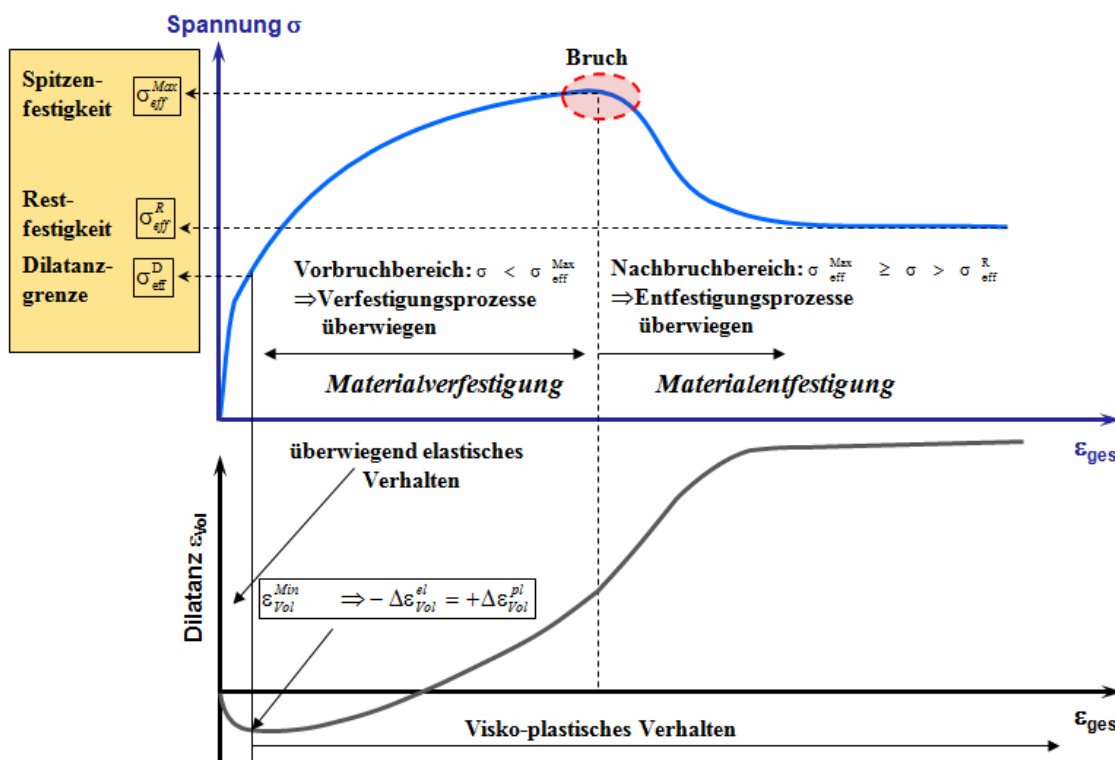 Spannung σ
Spitzen-
festigkeit
σ_eff^Max
Rest-
festigkeit
σ_eff^R
Dilatanz-
grenze
σ_eff^D
Bruch
Vorbruchbereich: σ < σ_eff^Max
⇒Verfestigungsprozesse
überwiegen
Nachbruchbereich: σ_eff^Max ≥ σ > σ_eff^R
⇒Entfestigungsprozesse
überwiegen
Materialverfestigung
Materialentfestigung
ε_ges
überwiegend elastisches
Verhalten
Dilatanz ε_Vol
ε_Vol^Min ⇒ − Δε_Vol^el = +Δε_Vol^pl
Visko-plastisches Verhalten
ε_ges